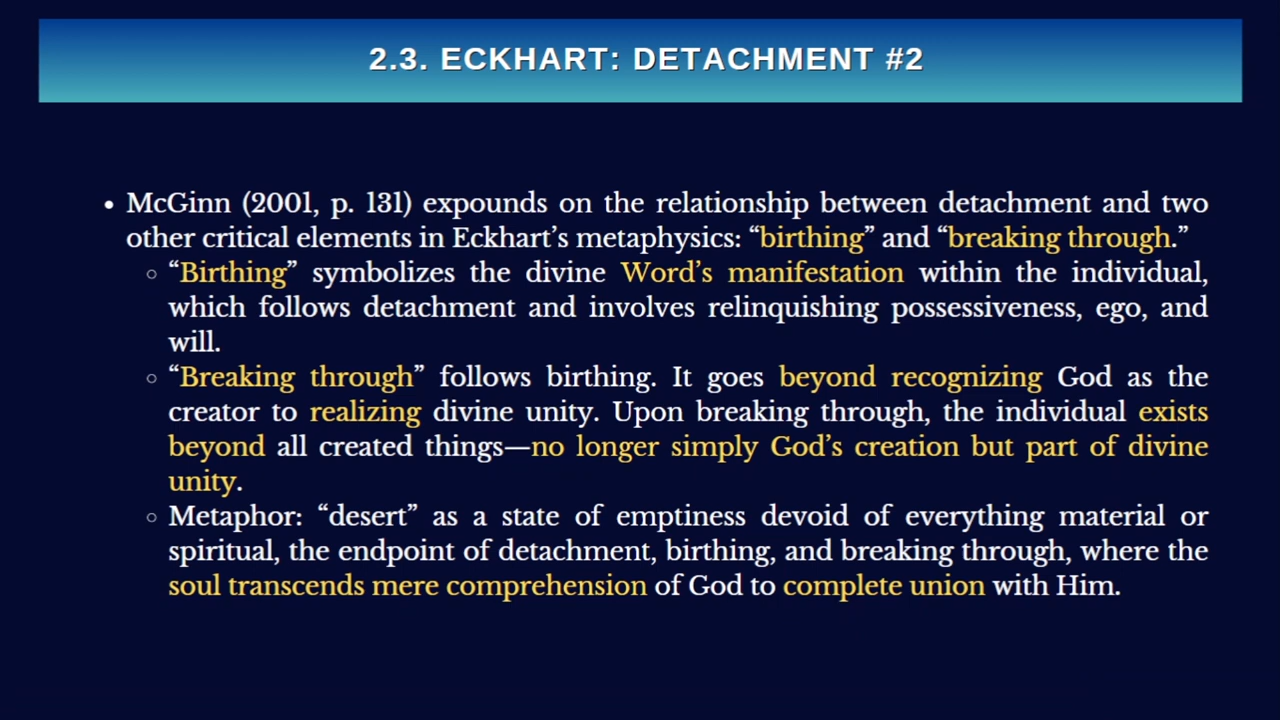 2.3. ECKHART: DETACHMENT #2
• McGinn (2001, p. 131) expounds on the relationship between detachment and two
other critical elements in Eckhart’s metaphysics: “birthing” and “breaking through.”
○ “Birthing” symbolizes the divine Word’s manifestation within the individual,
which follows detachment and involves relinquishing possessiveness, ego, and
will.
○ “Breaking through” follows birthing. It goes beyond recognizing God as the
creator to realizing divine unity. Upon breaking through, the individual exists
beyond all created things—no longer simply God’s creation but part of divine
unity.
○ Metaphor: “desert” as a state of emptiness devoid of everything material or
spiritual, the endpoint of detachment, birthing, and breaking through, where the
soul transcends mere comprehension of God to complete union with Him.